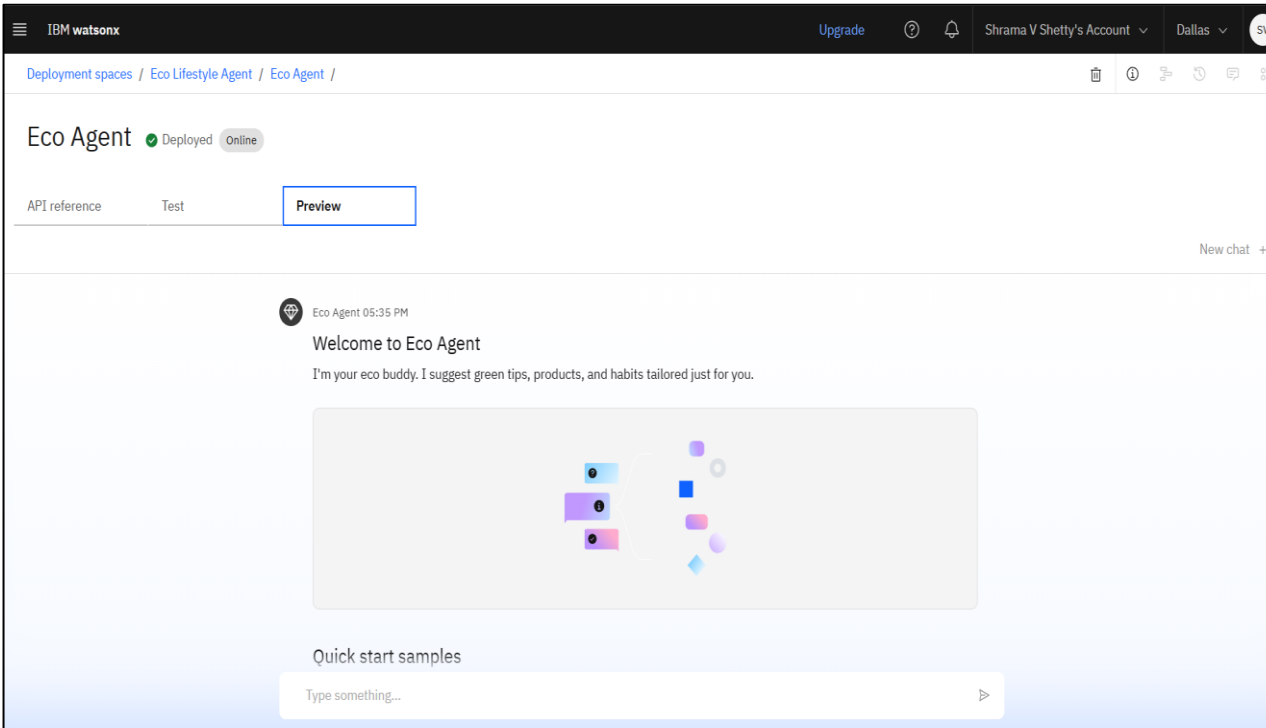 IBM watsonx Upgrade Shrama V Shetty's Account Dallas SV
Deployment spaces / Eco Lifestyle Agent / Eco Agent /
Eco Agent Deployed Online
API reference Test Preview
New chat +
Eco Agent 05:35 PM
Welcome to Eco Agent
I'm your eco buddy. I suggest green tips, products, and habits tailored just for you.
Quick start samples
Type something...